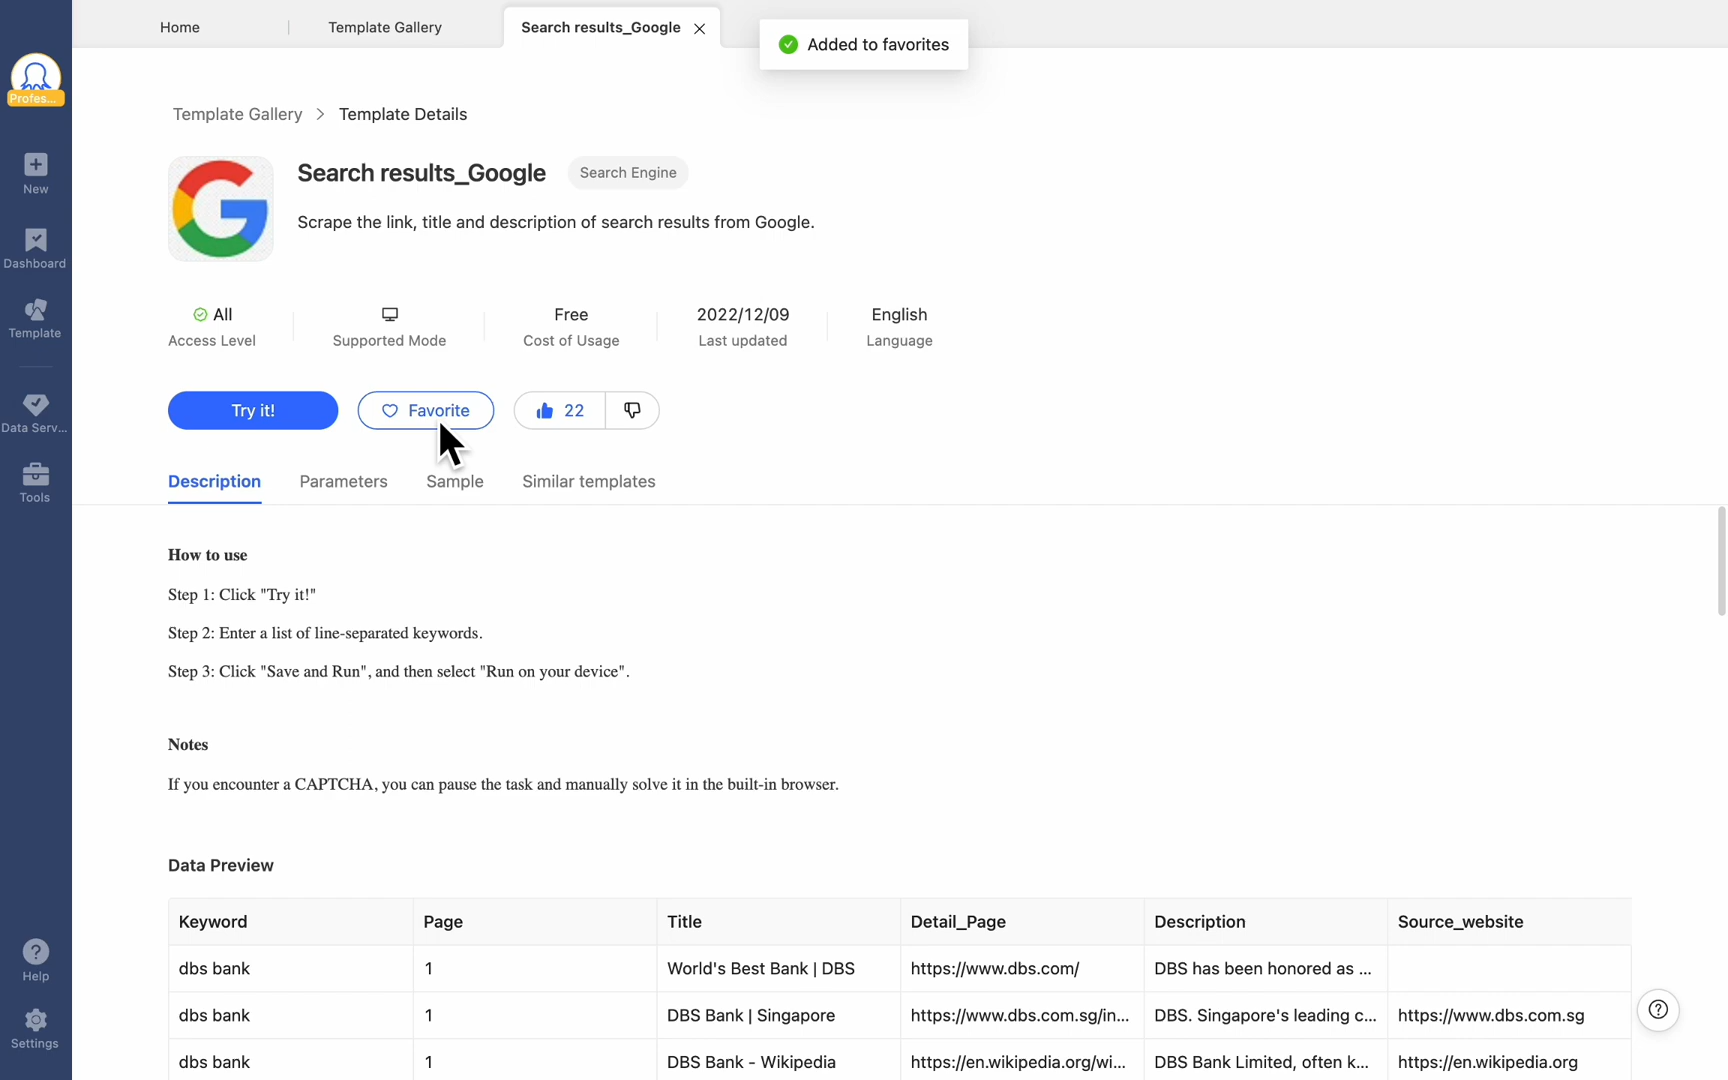 Home
Template Gallery
Search results_Google
Added to favorites
Profes...
New
Dashboard
Template
Data Serv...
Tools
Help
Settings
Template Gallery > Template Details
Search results_Google
Search Engine
Scrape the link, title and description of search results from Google.
All
Access Level
Supported Mode
Free
Cost of Usage
2022/12/09
Last updated
English
Language
Try it!
Favorite
22
Description
Parameters
Sample
Similar templates
How to use
Step 1: Click "Try it!"
Step 2: Enter a list of line-separated keywords.
Step 3: Click "Save and Run", and then select "Run on your device".
Notes
If you encounter a CAPTCHA, you can pause the task and manually solve it in the built-in browser.
Data Preview
Keyword Page Title Detail_Page Description Source_website
dbs bank 1 World's Best Bank | DBS https://www.dbs.com/ DBS has been honored as ...
dbs bank 1 DBS Bank | Singapore https://www.dbs.com.sg/in... DBS. Singapore's leading c... https://www.dbs.com.sg
dbs bank 1 DBS Bank - Wikipedia https://en.wikipedia.org/wi... DBS Bank Limited, often k... https://en.wikipedia.org